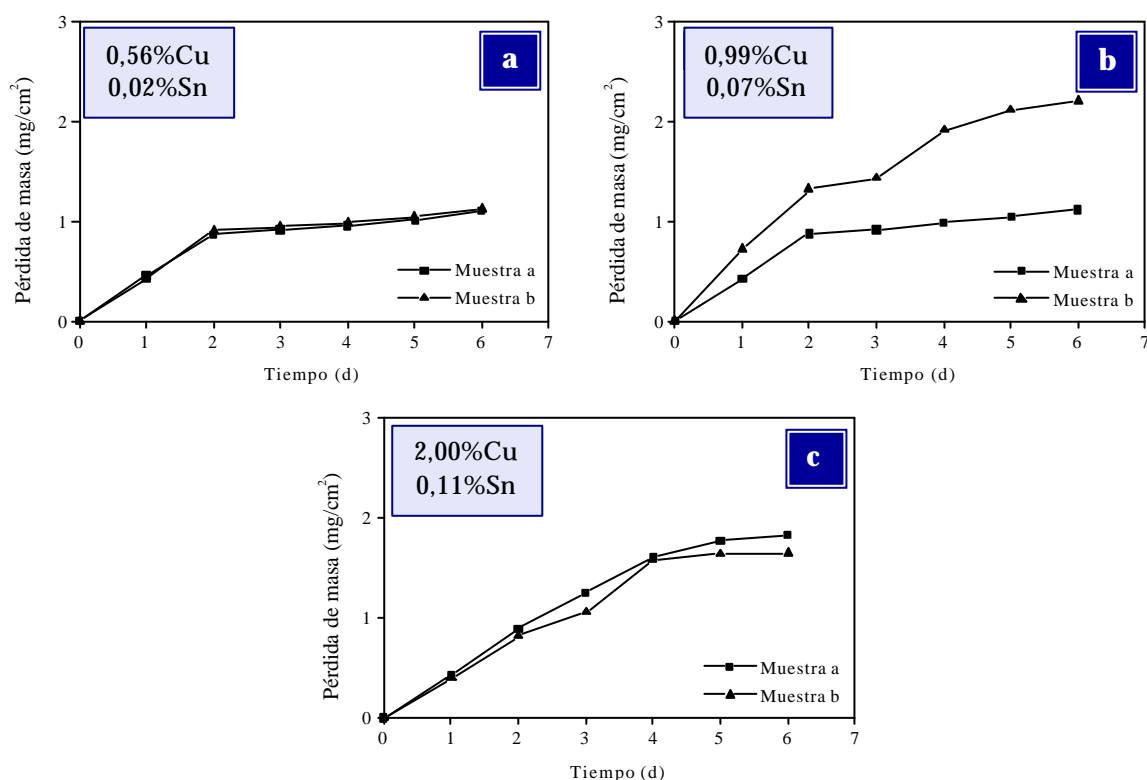 0,56%Cu
0,02%Sn
a
Pérdida de masa (mg/cm²)
3
2
1
0
Muestra a
Muestra b
0 1 2 3 4 5 6 7
Tiempo (d)
0,99%Cu
0,07%Sn
b
Pérdida de masa (mg/cm²)
3
2
1
0
Muestra a
Muestra b
0 1 2 3 4 5 6 7
Tiempo (d)
2,00%Cu
0,11%Sn
c
Pérdida de masa (mg/cm²)
3
2
1
0
Muestra a
Muestra b
0 1 2 3 4 5 6 7
Tiempo (d)